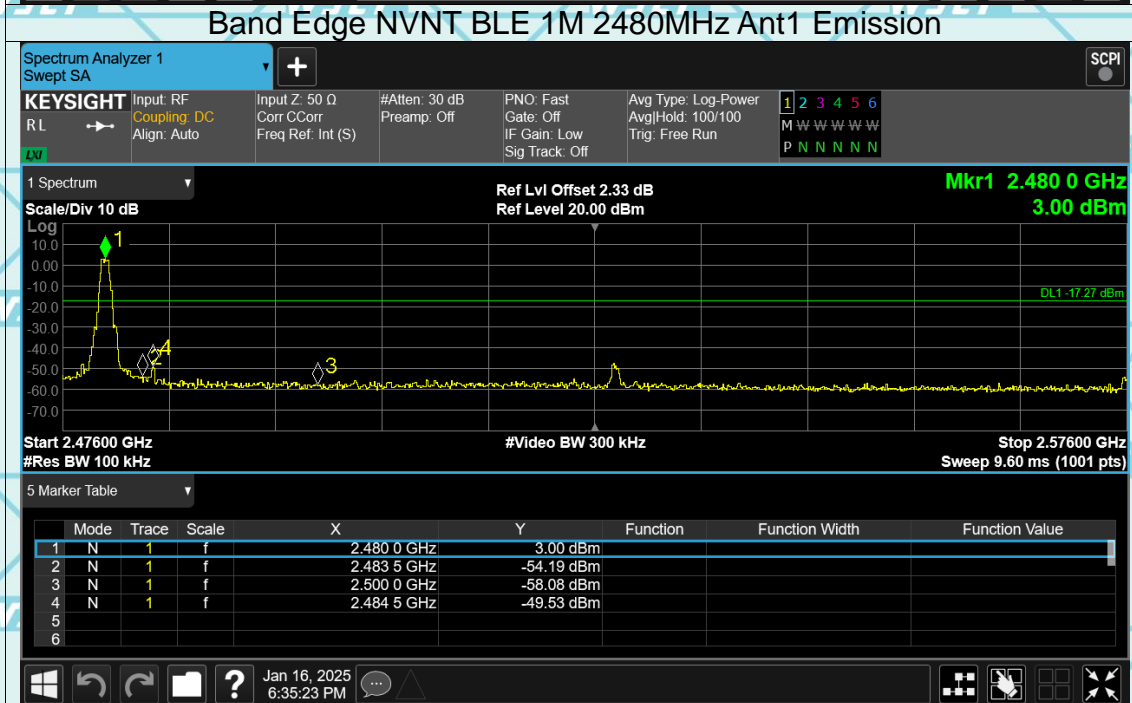 Band Edge NVNT BLE 1M 2480MHz Ant1 Emission
Spectrum Analyzer 1
Swept SA
+
SCPI
KEYSIGHT Input: RF Input Z: 50 Ω #Atten: 30 dB PNO: Fast Avg Type: Log-Power 1 2 3 4 5 6
RL Coupling: DC Corr CCorr Preamp: Off Gate: Off Avg|Hold: 100/100 M W W W W W
Align: Auto Freq Ref: Int (S) IF Gain: Low Trig: Free Run
LXI Sig Track: Off P N N N N N
1 Spectrum Ref Lvl Offset 2.33 dB Mkr1 2.480 0 GHz
Scale/Div 10 dB Ref Level 20.00 dBm 3.00 dBm
Log
1
10.0
0.00
-10.0
DL1 -17.27 dBm
-20.0
-30.0
-40.0
4
2
3
-50.0
-60.0
-70.0
Start 2.47600 GHz #Video BW 300 kHz Stop 2.57600 GHz
#Res BW 100 kHz Sweep 9.60 ms (1001 pts)
5 Marker Table
Mode Trace Scale X Y Function Function Width Function Value
1 N 1 f 2.480 0 GHz 3.00 dBm
2 N 1 f 2.483 5 GHz -54.19 dBm
3 N 1 f 2.500 0 GHz -58.08 dBm
4 N 1 f 2.484 5 GHz -49.53 dBm
5
6
? Jan 16, 2025
6:35:23 PM